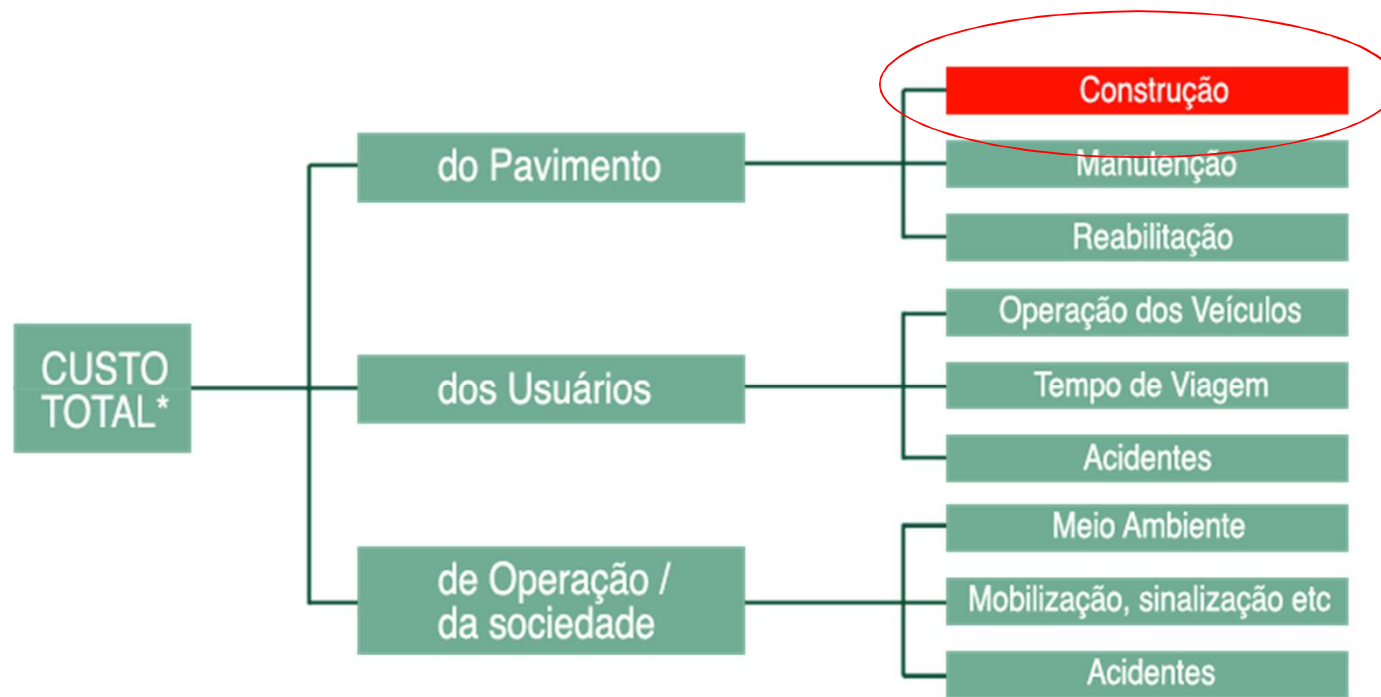 CUSTO
TOTAL*
do Pavimento
Construção
Manutenção
Reabilitação
dos Usuários
Operação dos Veículos
Tempo de Viagem
Acidentes
de Operação /
da sociedade
Meio Ambiente
Mobilização, sinalização etc
Acidentes